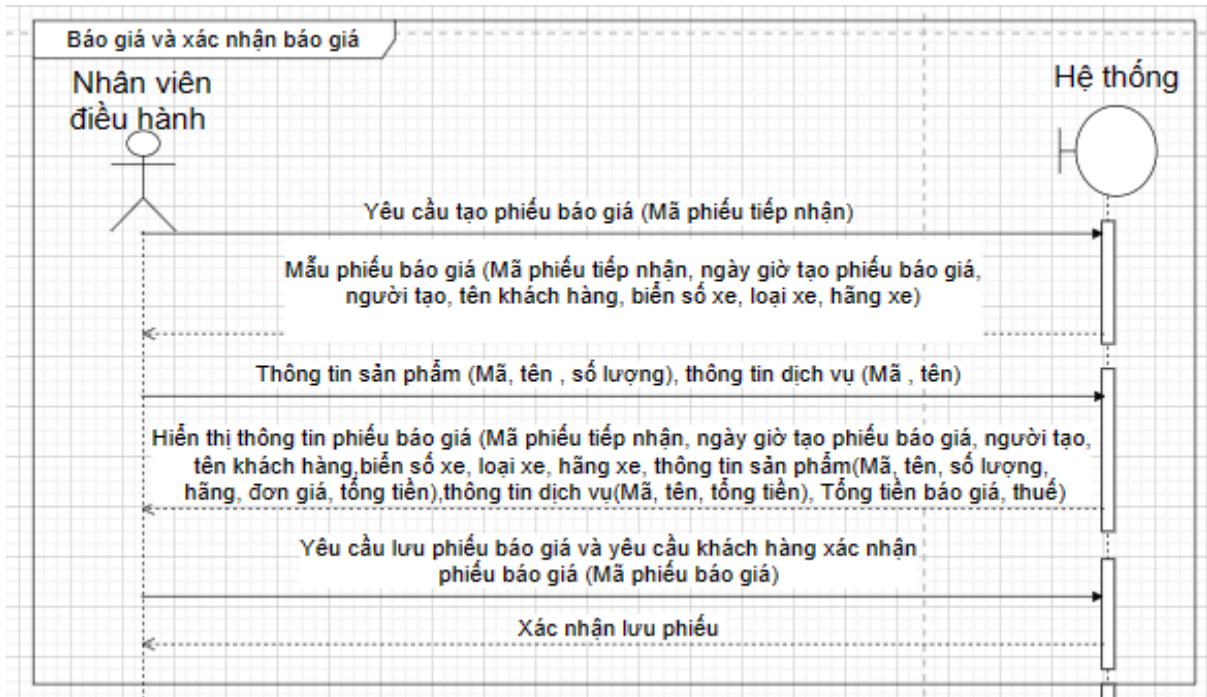 Báo giá và xác nhận báo giá
Nhân viên
điều hành
Hệ thống
Yêu cầu tạo phiếu báo giá (Mã phiếu tiếp nhận)
Mẫu phiếu báo giá (Mã phiếu tiếp nhận, ngày giờ tạo phiếu báo giá,
người tạo, tên khách hàng, biển số xe, loại xe, hãng xe)
Thông tin sản phẩm (Mã, tên , số lượng), thông tin dịch vụ (Mã , tên)
Hiển thị thông tin phiếu báo giá (Mã phiếu tiếp nhận, ngày giờ tạo phiếu báo giá, người tạo,
tên khách hàng,biển số xe, loại xe, hãng xe, thông tin sản phẩm(Mã, tên, số lượng,
hãng, đơn giá, tổng tiền),thông tin dịch vụ(Mã, tên, tổng tiền), Tổng tiền báo giá, thuế)
Yêu cầu lưu phiếu báo giá và yêu cầu khách hàng xác nhận
phiếu báo giá (Mã phiếu báo giá)
Xác nhận lưu phiếu